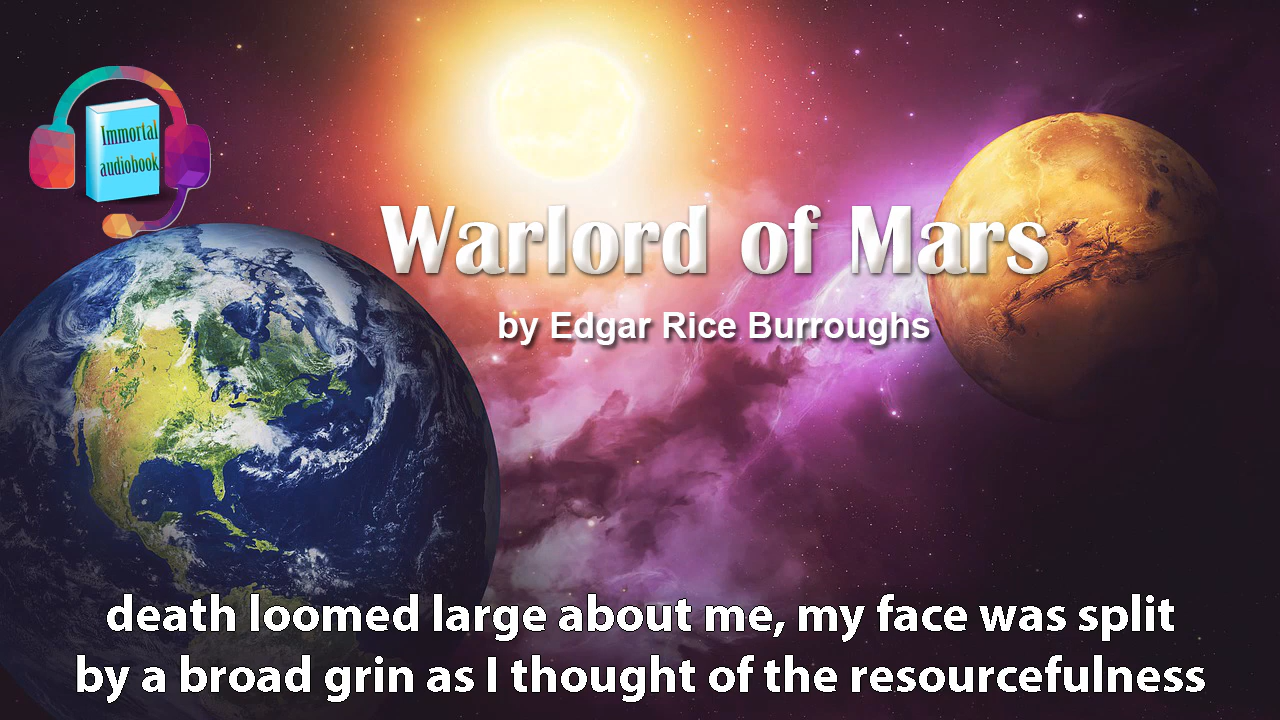 Immortal
audiobook
Warlord of Mars
by Edgar Rice Burroughs
death loomed large about me, my face was split
by a broad grin as I thought of the resourcefulness